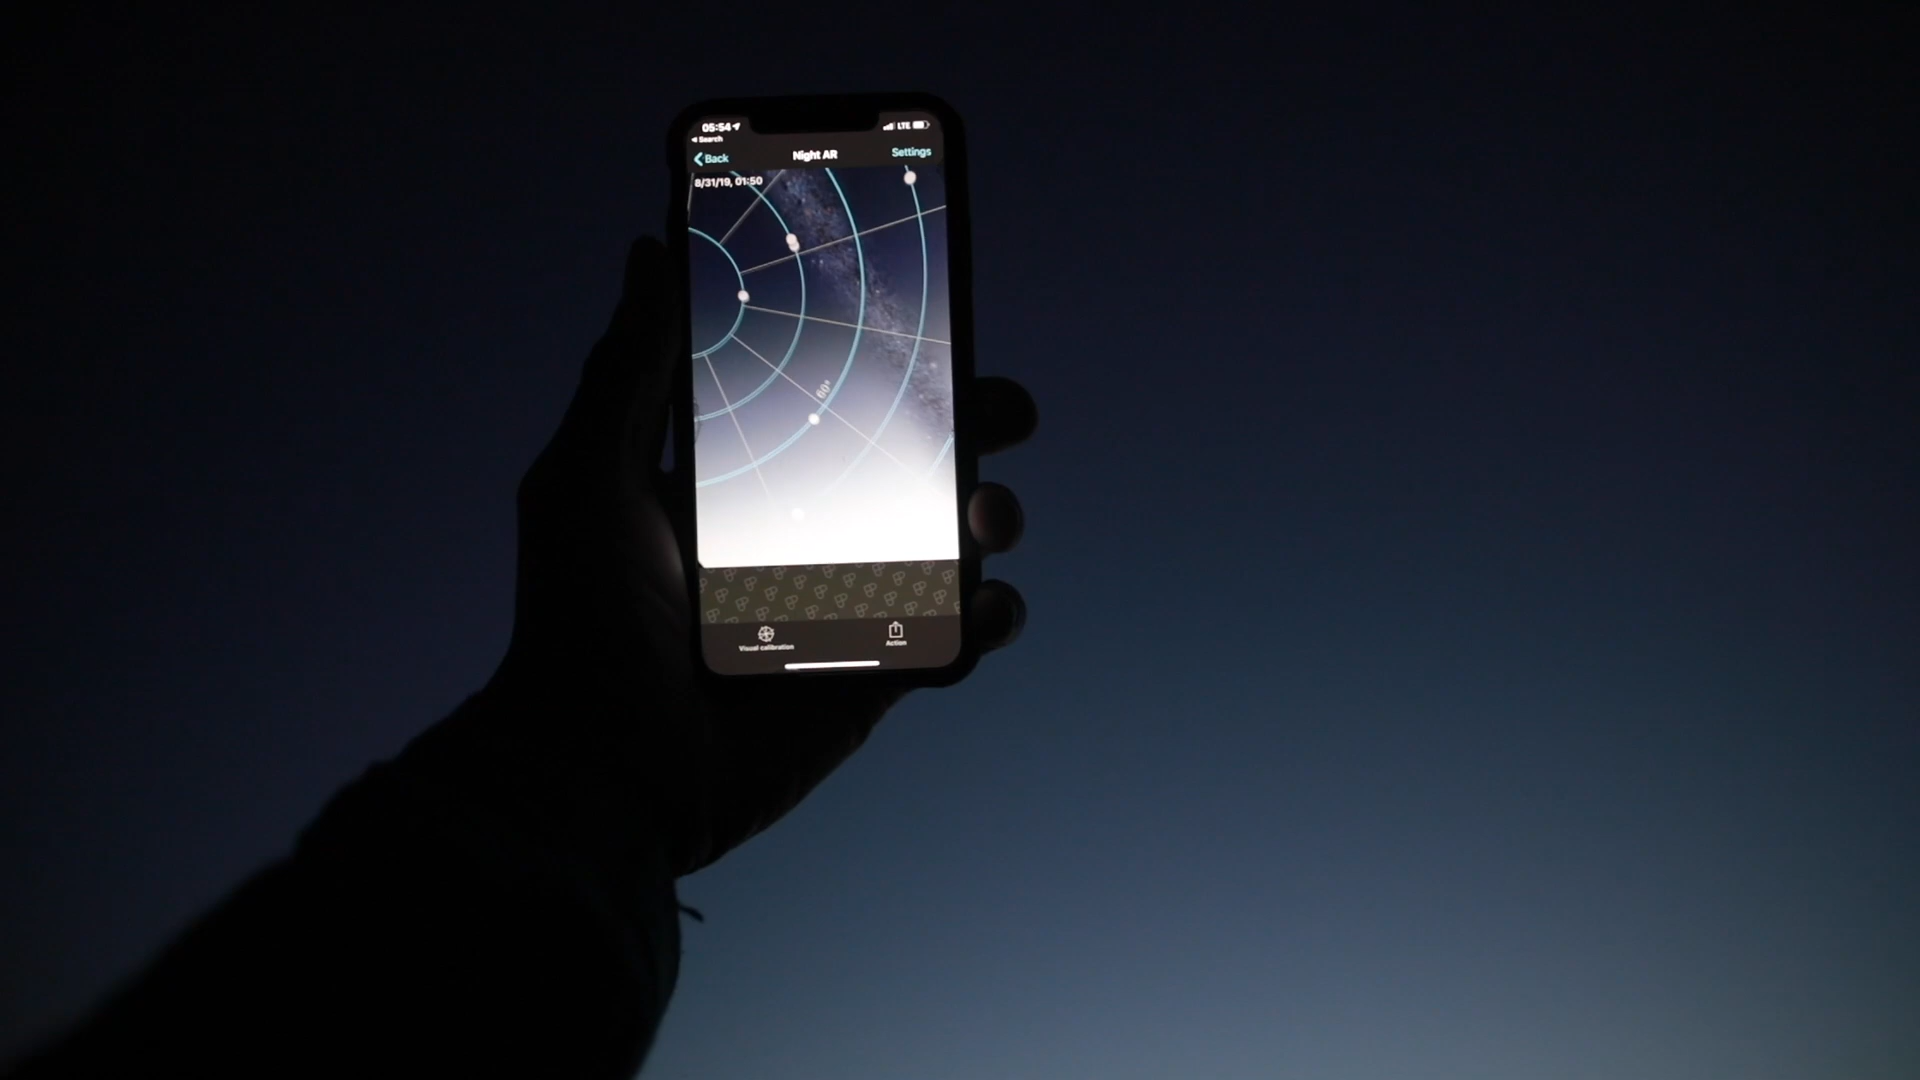 05:54
LTE
Search
Back
Night AR
Settings
8/31/19, 01:50
60°
Visual calibration
Action